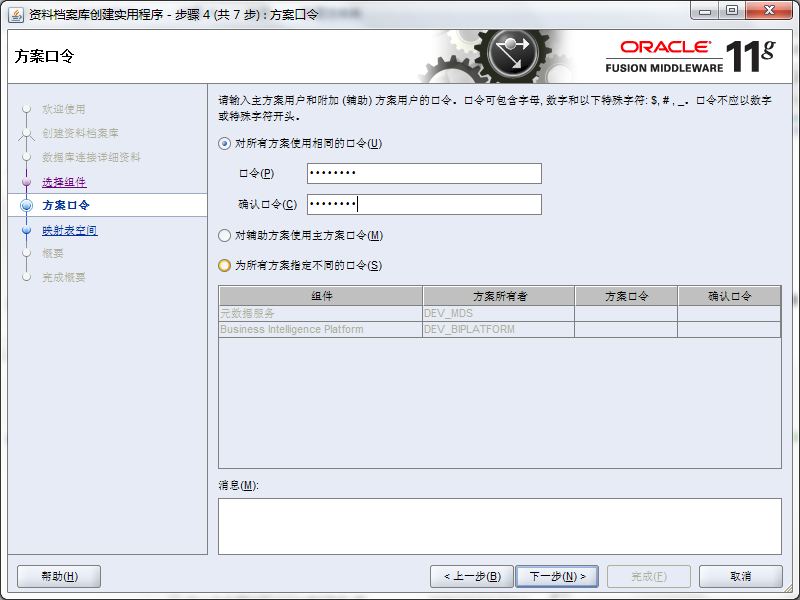 资料档案库创建实用程序 - 步骤 4 (共 7 步) : 方案口令
方案口令
ORACLE
FUSION MIDDLEWARE 11g
欢迎使用
创建资料档案库
数据库连接详细资料
选择组件
方案口令
映射表空间
概要
完成概要
请输入主方案用户和附加 (辅助) 方案用户的口令。口令可包含字母, 数字和以下特殊字符: $, # , _。口令不应以数字
或特殊字符开头。
对所有方案使用相同的口令(U)
口令(P)
确认口令(C)
对辅助方案使用主方案口令(M)
为所有方案指定不同的口令(S)
组件 方案所有者 方案口令 确认口令
元数据服务 DEV_MDS
Business Intelligence Platform DEV_BIPLATFORM
消息(M):
帮助(H) < 上一步(B) 下一步(N) > 完成(F) 取消